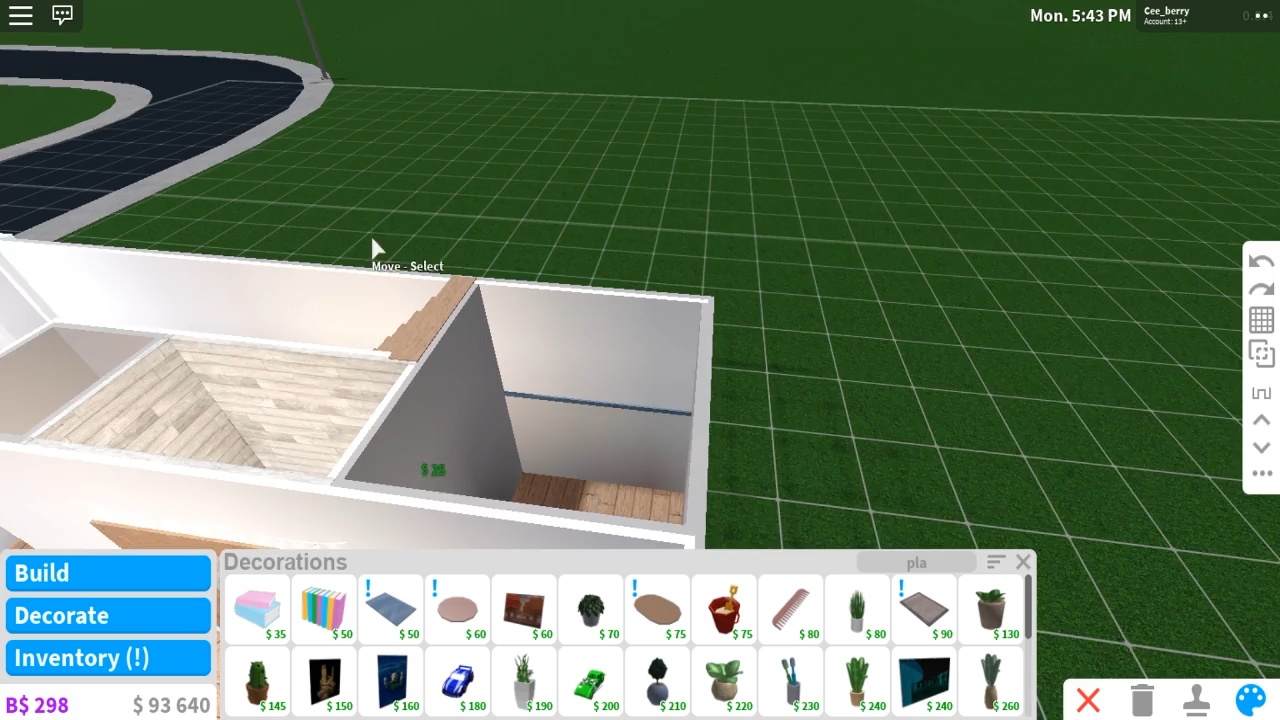 Mon. 5:43 PM
Cee_berry
Account: 13+
Move - Select
$ 25
Build
Decorate
Inventory (!)
B$ 298
$ 93 640
Decorations
pla
$ 35
$ 50
! $ 50
! $ 60
$ 60
$ 70
! $ 75
$ 75
$ 80
$ 80
! $ 90
$ 130
$ 145
$ 150
$ 160
$ 180
$ 190
$ 200
$ 210
$ 220
$ 230
$ 240
$ 240
$ 260